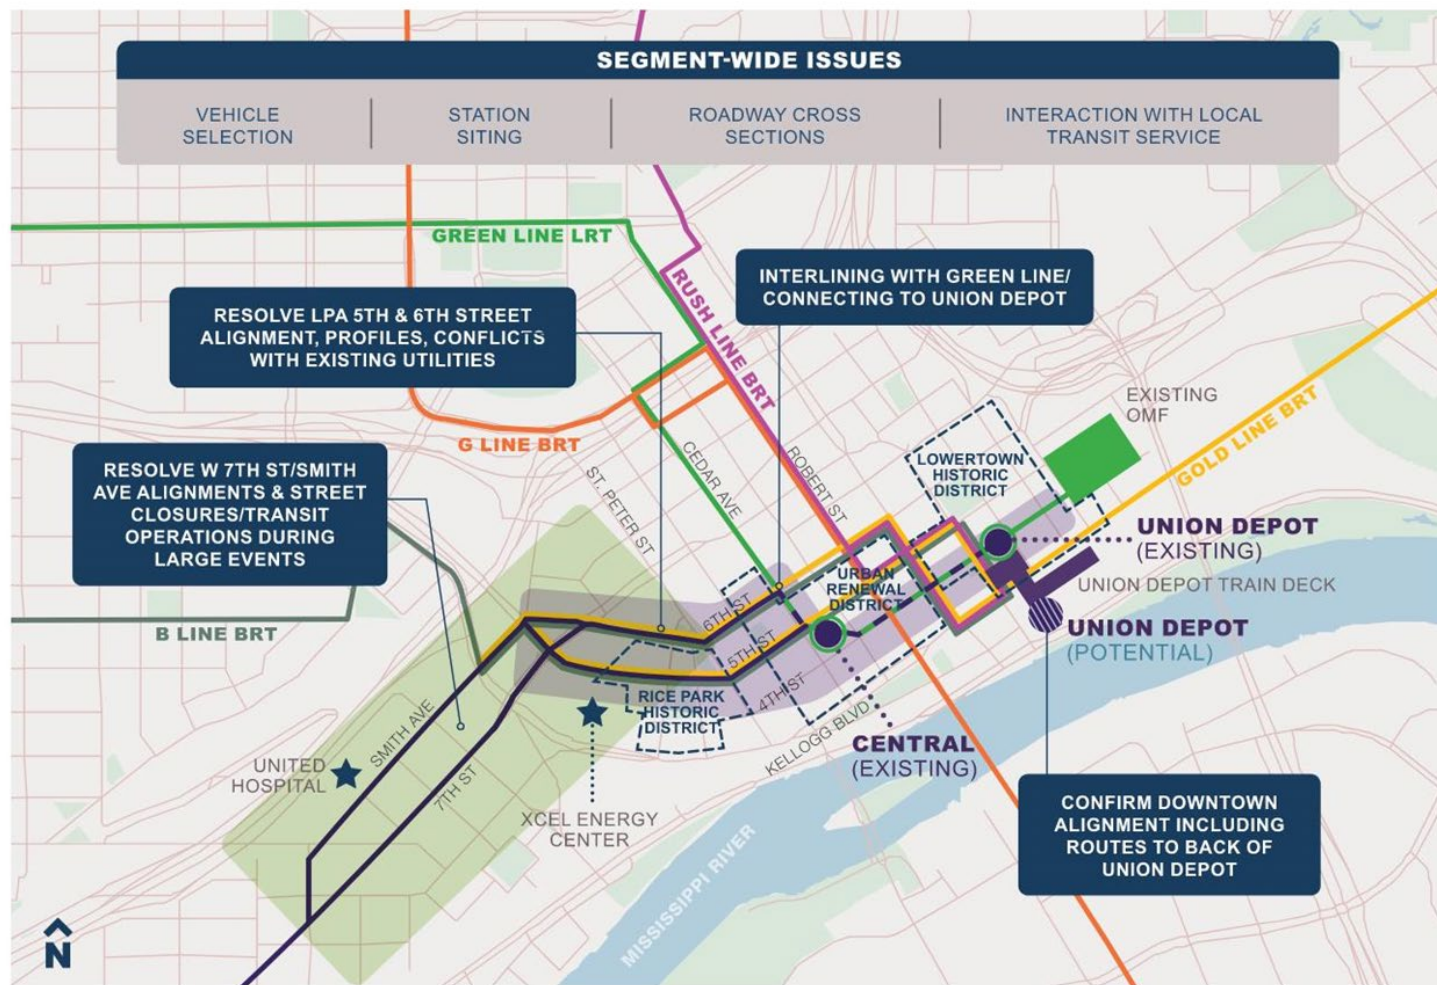 SEGMENT-WIDE ISSUES
VEHICLE
SELECTION
STATION
SITING
ROADWAY CROSS
SECTIONS
INTERACTION WITH LOCAL
TRANSIT SERVICE
GREEN LINE LRT
RUSH LINE BRT
INTERLINING WITH GREEN LINE/
CONNECTING TO UNION DEPOT
RESOLVE LPA 5TH & 6TH STREET
ALIGNMENT, PROFILES, CONFLICTS
WITH EXISTING UTILITIES
G LINE BRT
EXISTING
OMF
GOLD LINE BRT
RESOLVE W 7TH ST/SMITH
AVE ALIGNMENTS & STREET
CLOSURES/TRANSIT
OPERATIONS DURING
LARGE EVENTS
ST. PETER ST
CEDAR AVE
ROBERT ST
LOWERTOWN
HISTORIC
DISTRICT
UNION DEPOT
(EXISTING)
UNION DEPOT TRAIN DECK
URBAN
RENEWAL
DISTRICT
B LINE BRT
6TH ST
5TH ST
4TH ST
UNION DEPOT
(POTENTIAL)
RICE PARK
HISTORIC
DISTRICT
KELLOGG BLVD
CENTRAL
(EXISTING)
SMITH AVE
7TH ST
UNITED
HOSPITAL
XCEL ENERGY
CENTER
CONFIRM DOWNTOWN
ALIGNMENT INCLUDING
ROUTES TO BACK OF
UNION DEPOT
MISSISSIPPI RIVER
N